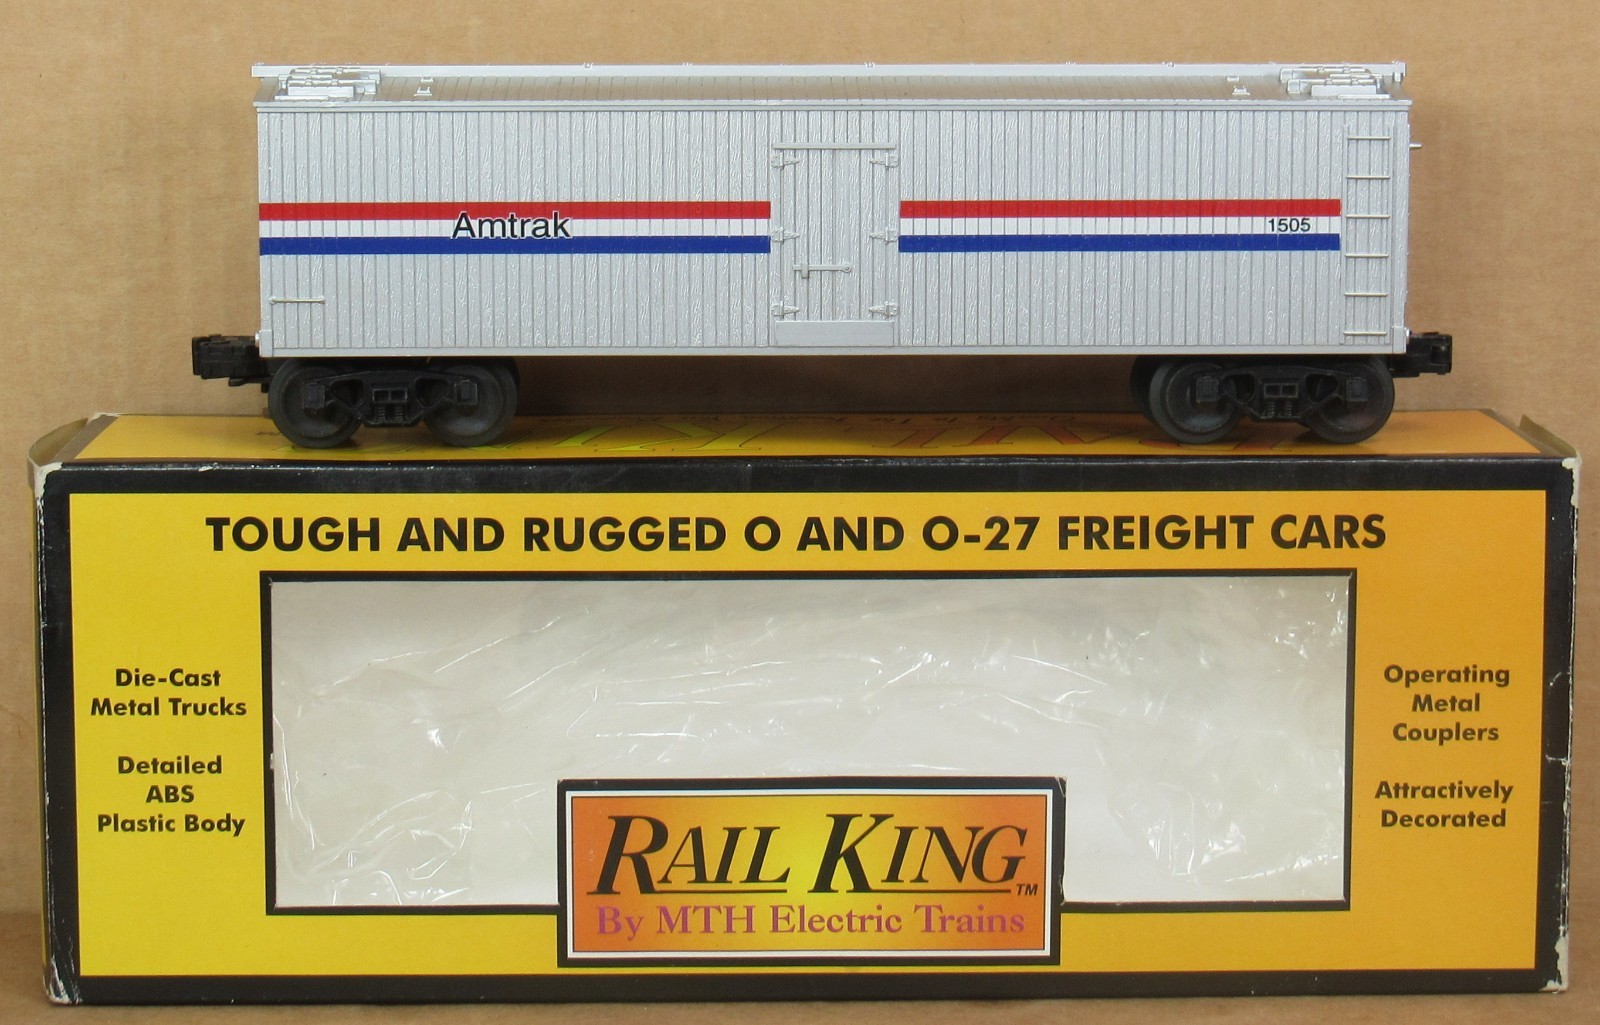 Amtrak
1505
TOUGH AND RUGGED O AND O-27 FREIGHT CARS
Die-Cast
Metal Trucks
Detailed
ABS
Plastic Body
Operating
Metal
Couplers
Attractively
Decorated
RAIL KING™
By MTH Electric Trains